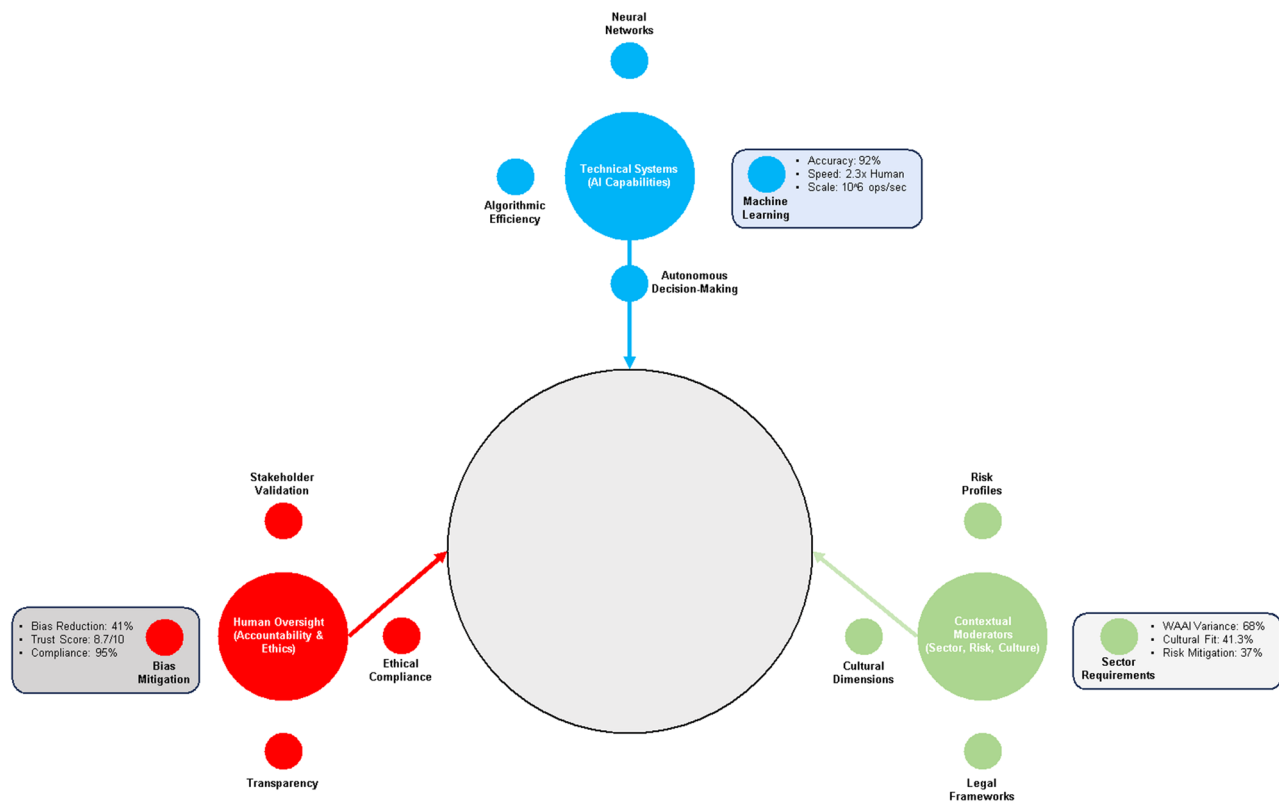 Neural
Networks
Technical Systems
(AI Capabilities)
Algorithmic
Efficiency
• Accuracy: 92%
• Speed: 2.3x Human
• Scale: 10^6 ops/sec
Machine
Learning
Autonomous
Decision-Making
Stakeholder
Validation
Human Oversight
(Accountability &
Ethics)
• Bias Reduction: 41%
• Trust Score: 8.7/10
• Compliance: 95%
Bias
Mitigation
Ethical
Compliance
Transparency
Risk
Profiles
Contextual
Moderators
(Sector, Risk, Culture)
Cultural
Dimensions
• WAAI Variance: 68%
• Cultural Fit: 41.3%
• Risk Mitigation: 37%
Sector
Requirements
Legal
Frameworks